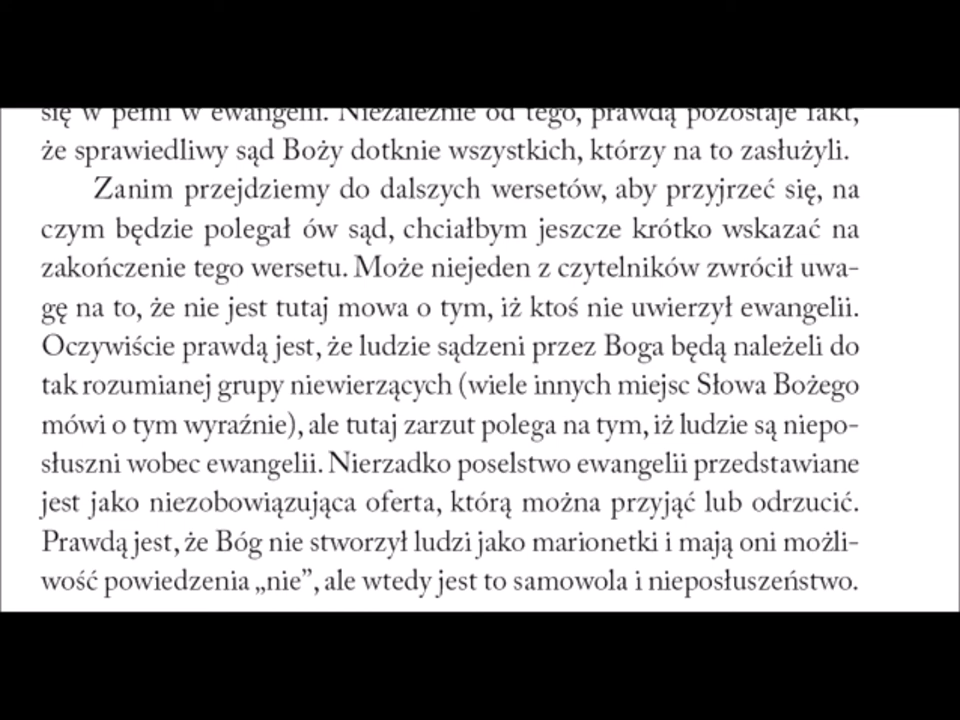 się w pełni w ewangelii. Niezależnie od tego, prawdą pozostaje fakt,
że sprawiedliwy sąd Boży dotknie wszystkich, którzy na to zasłużyli.
Zanim przejdziemy do dalszych wersetów, aby przyjrzeć się, na
czym będzie polegał ów sąd, chciałbym jeszcze krótko wskazać na
zakończenie tego wersetu. Może niejeden z czytelników zwrócił uwa-
gę na to, że nie jest tutaj mowa o tym, iż ktoś nie uwierzył ewangelii.
Oczywiście prawdą jest, że ludzie sądzeni przez Boga będą należeli do
tak rozumianej grupy niewierzących (wiele innych miejsc Słowa Bożego
mówi o tym wyraźnie), ale tutaj zarzut polega na tym, iż ludzie są niepo-
słuszni wobec ewangelii. Nierzadko poselstwo ewangelii przedstawiane
jest jako niezobowiązująca oferta, którą można przyjąć lub odrzucić.
Prawdą jest, że Bóg nie stworzył ludzi jako marionetki i mają oni możli-
wość powiedzenia „nie”, ale wtedy jest to samowola i nieposłuszeństwo.